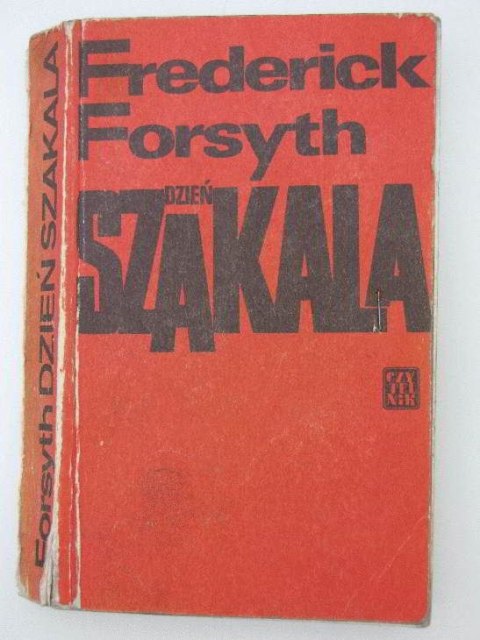 Frederick
Forsyth
DZIEŃ
SZAKALA
CZY
TEL
NIK
Forsyth DZIEŃ SZAKALA